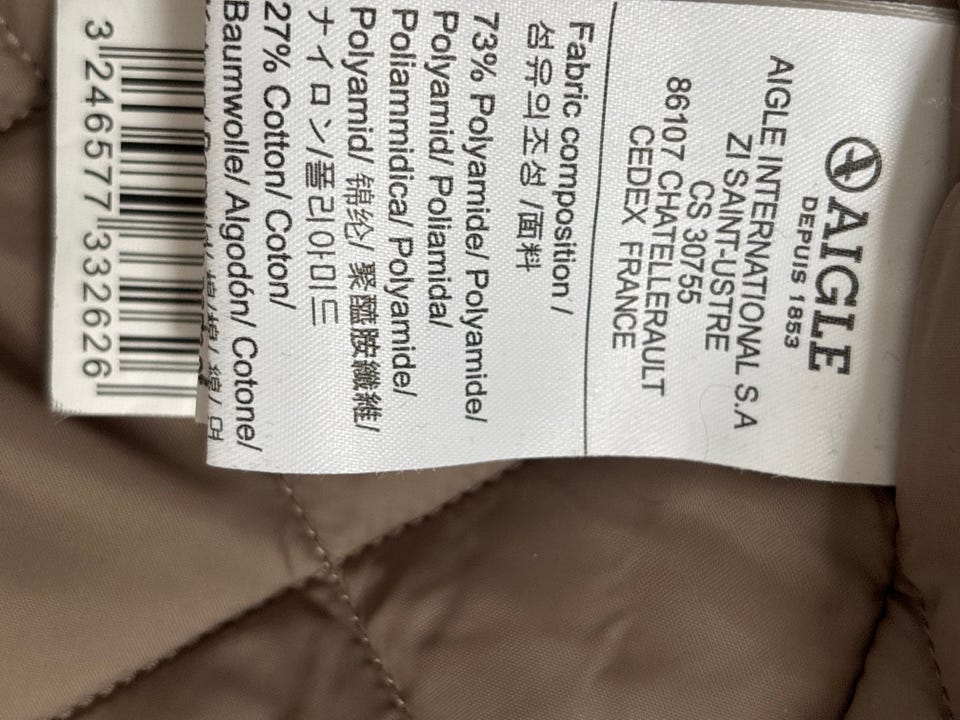 AIGLE
DEPUIS 1853
AIGLE INTERNATIONAL S.A
ZI SAINT-USTRE
CS 30755
86107 CHATELLERAULT
CEDEX FRANCE
Fabric composition /
섬유의조성 /面料
73% Polyamide/ Polyamide/
Polyamid/ Poliamida/
Poliammidica/ Polyamide/
Polyamid/ 锦纶/ 聚醯胺纖維/
ナイロン/폴리아미드
27% Cotton/ Coton/
Baumwolle/ Algodón/ Cotone/
3 246577 332626